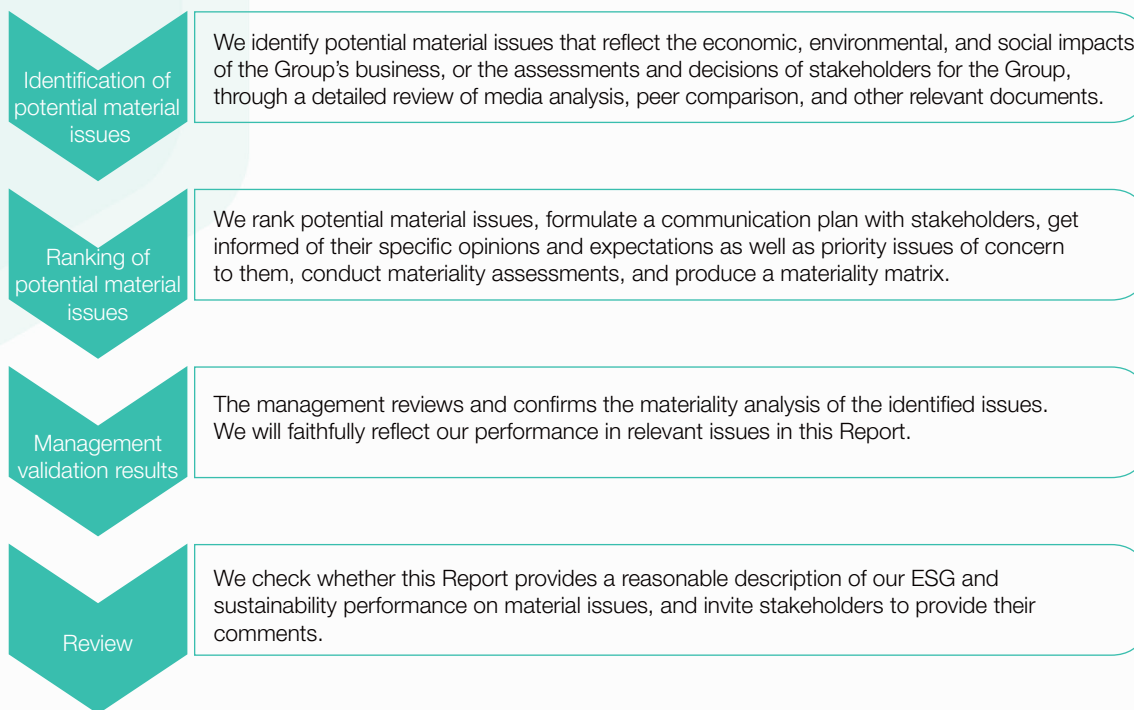 Identification of
potential material
issues
We identify potential material issues that reflect the economic, environmental, and social impacts
of the Group's business, or the assessments and decisions of stakeholders for the Group,
through a detailed review of media analysis, peer comparison, and other relevant documents.
Ranking of
potential material
issues
We rank potential material issues, formulate a communication plan with stakeholders, get
informed of their specific opinions and expectations as well as priority issues of concern
to them, conduct materiality assessments, and produce a materiality matrix.
Management
validation results
The management reviews and confirms the materiality analysis of the identified issues.
We will faithfully reflect our performance in relevant issues in this Report.
Review
We check whether this Report provides a reasonable description of our ESG and
sustainability performance on material issues, and invite stakeholders to provide their
comments.